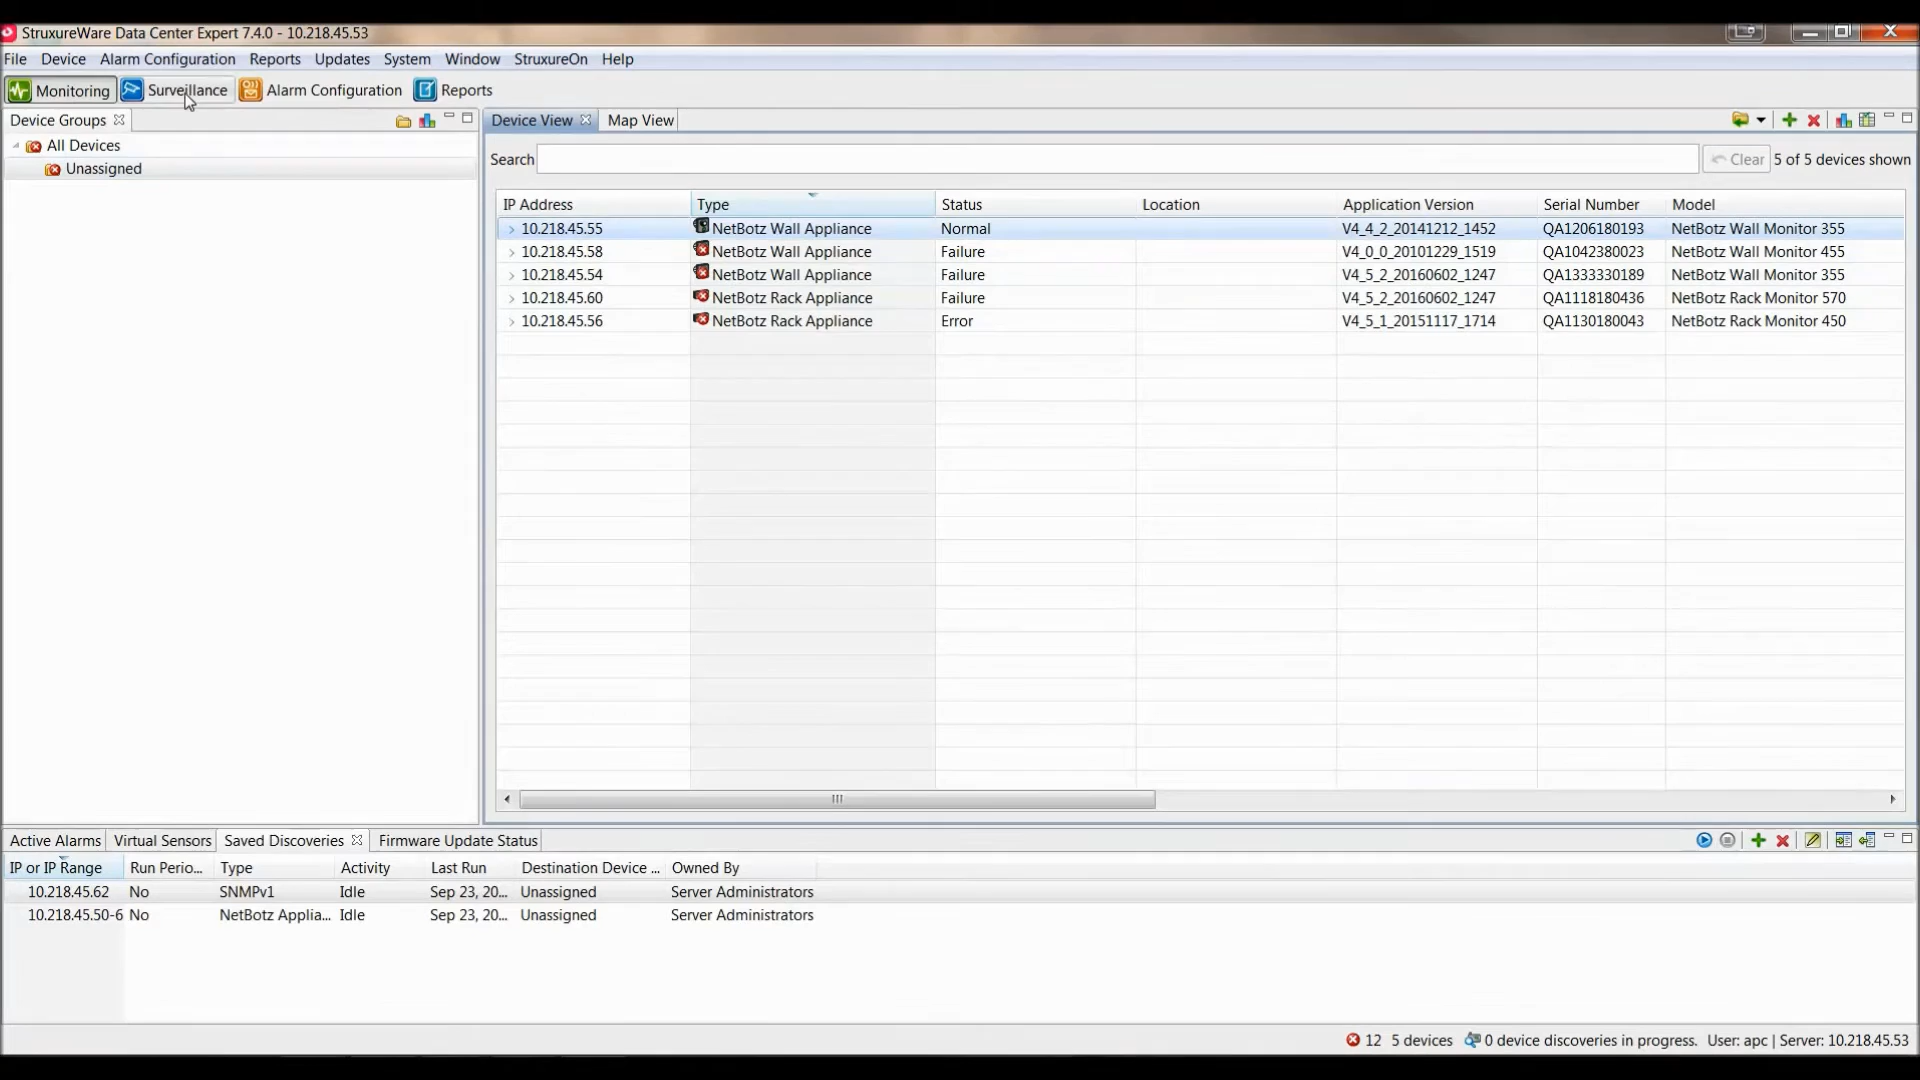 StruxureWare Data Center Expert 7.4.0 - 10.218.45.53
File Device Alarm Configuration Reports Updates System Window StruxureOn Help
Monitoring Surveillance Alarm Configuration Reports
Device Groups
All Devices
Unassigned
Device View Map View
Search Clear 5 of 5 devices shown
IP Address Type Status Location Application Version Serial Number Model
10.218.45.55 NetBotz Wall Appliance Normal V4_4_2_20141212_1452 QA1206180193 NetBotz Wall Monitor 355
10.218.45.58 NetBotz Wall Appliance Failure V4_0_0_20101229_1519 QA1042380023 NetBotz Wall Monitor 455
10.218.45.54 NetBotz Wall Appliance Failure V4_5_2_20160602_1247 QA1333330189 NetBotz Wall Monitor 355
10.218.45.60 NetBotz Rack Appliance Failure V4_5_2_20160602_1247 QA1118180436 NetBotz Rack Monitor 570
10.218.45.56 NetBotz Rack Appliance Error V4_5_1_20151117_1714 QA1130180043 NetBotz Rack Monitor 450
Active Alarms Virtual Sensors Saved Discoveries Firmware Update Status
IP or IP Range Run Perio... Type Activity Last Run Destination Device ... Owned By
10.218.45.62 No SNMPv1 Idle Sep 23, 20... Unassigned Server Administrators
10.218.45.50-6 No NetBotz Applia... Idle Sep 23, 20... Unassigned Server Administrators
12 5 devices 0 device discoveries in progress. User: apc | Server: 10.218.45.53